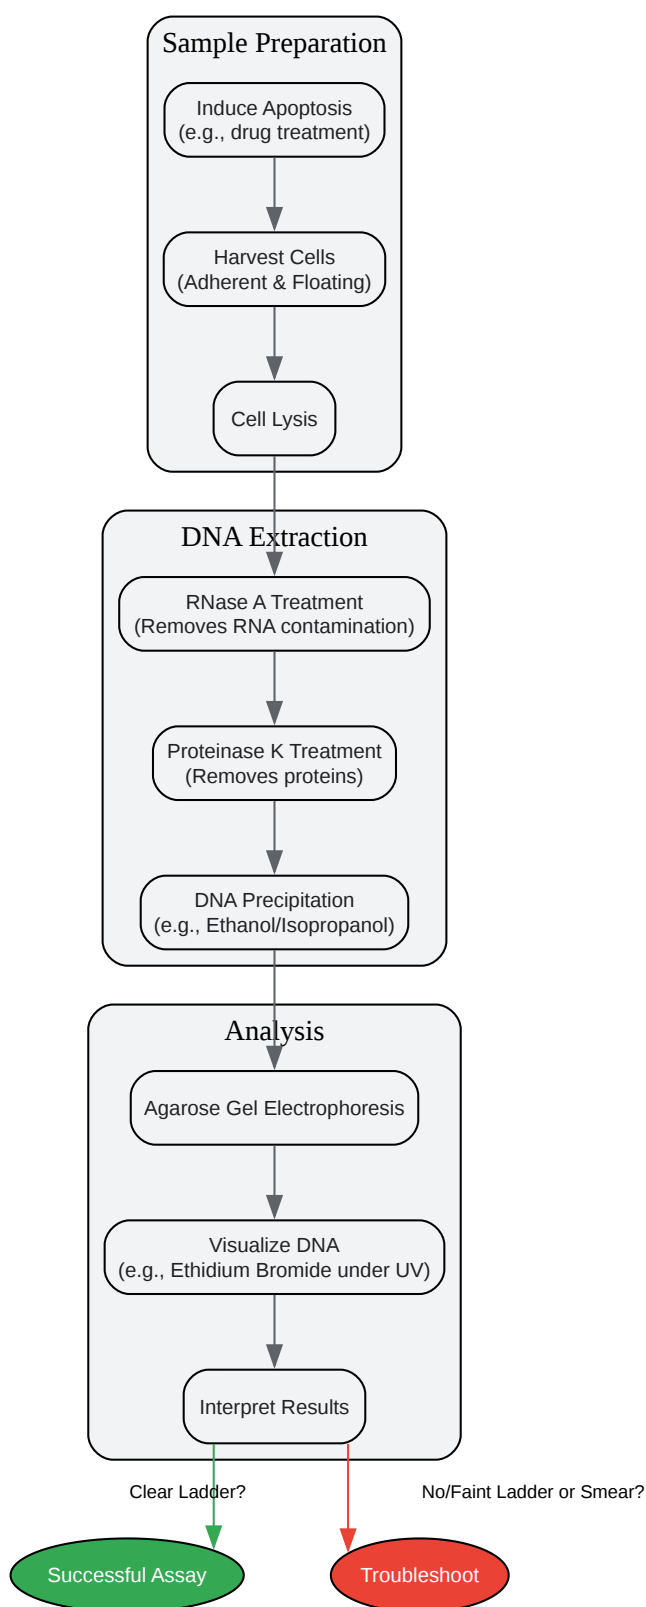 Sample Preparation
Induce Apoptosis
(e.g., drug treatment)
Harvest Cells
(Adherent & Floating)
Cell Lysis
DNA Extraction
RNase A Treatment
(Removes RNA contamination)
Proteinase K Treatment
(Removes proteins)
DNA Precipitation
(e.g., Ethanol/Isopropanol)
Analysis
Agarose Gel Electrophoresis
Visualize DNA
(e.g., Ethidium Bromide under UV)
Interpret Results
Clear Ladder?
No/Faint Ladder or Smear?
Successful Assay
Troubleshoot